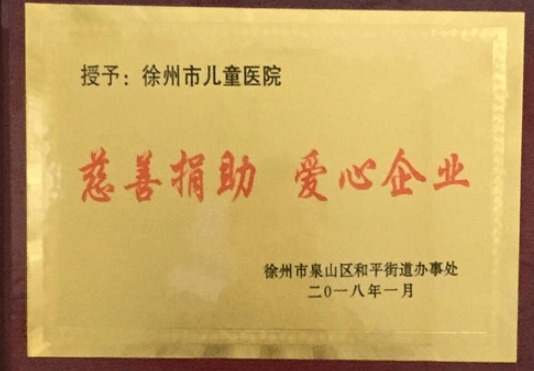 授予：徐州市儿童医院
慈善捐助 爱心企业
徐州市泉山区和平街道办事处
二〇一八年一月